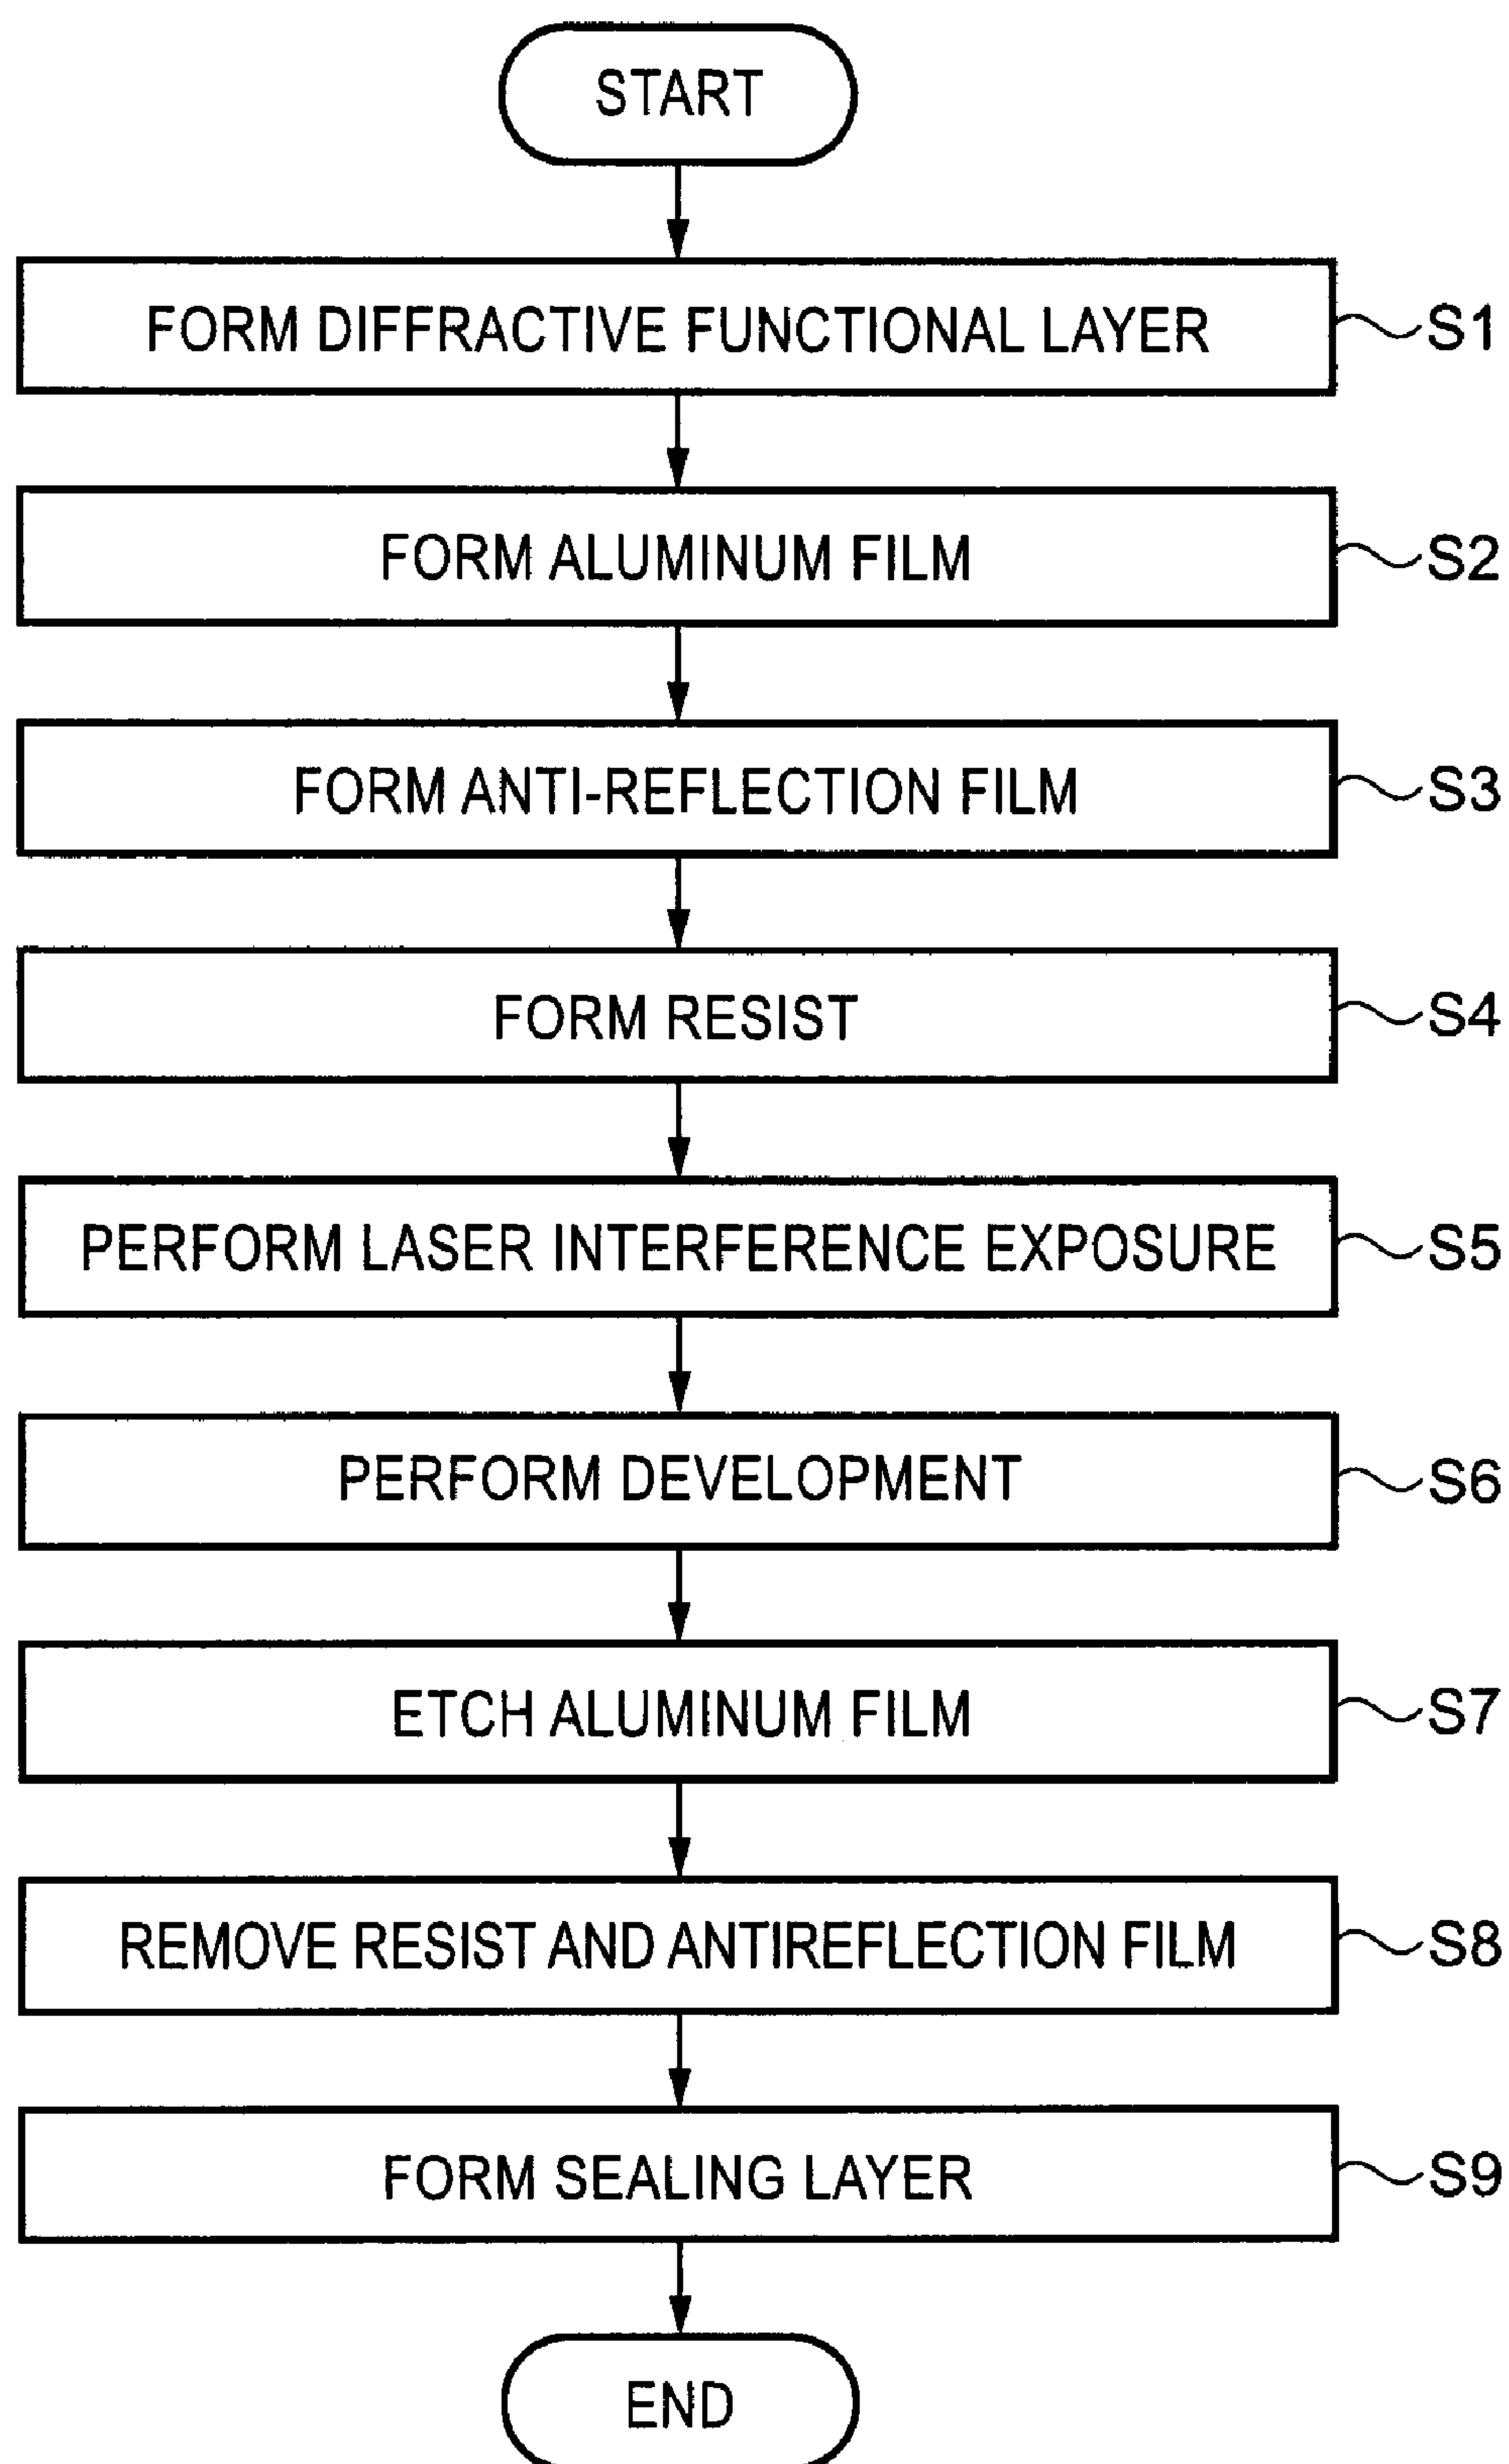 START
FORM DIFFRACTIVE FUNCTIONAL LAYER S1
FORM ALUMINUM FILM S2
FORM ANTI-REFLECTION FILM S3
FORM RESIST S4
PERFORM LASER INTERFERENCE EXPOSURE S5
PERFORM DEVELOPMENT S6
ETCH ALUMINUM FILM S7
REMOVE RESIST AND ANTIREFLECTION FILM S8
FORM SEALING LAYER S9
END